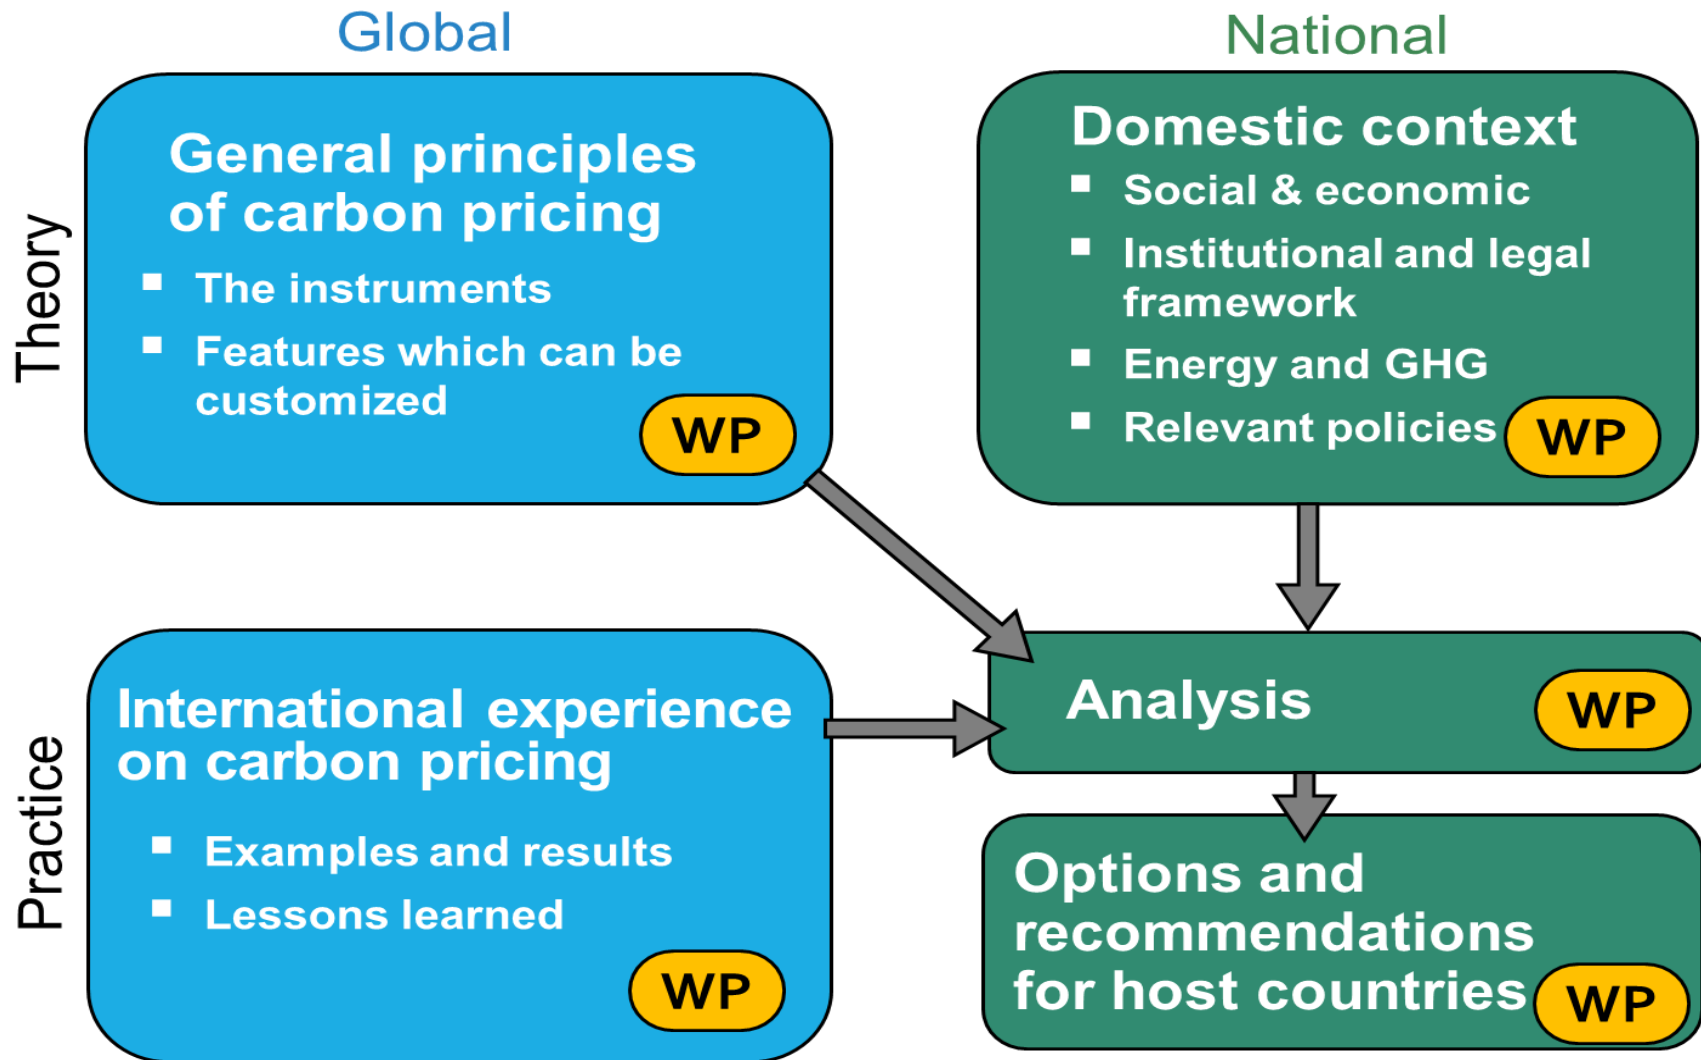 Global
National
Theory
General principles
of carbon pricing
▪ The instruments
▪ Features which can be
customized
WP
Domestic context
▪ Social & economic
▪ Institutional and legal
framework
▪ Energy and GHG
▪ Relevant policies
WP
Practice
International experience
on carbon pricing
▪ Examples and results
▪ Lessons learned
WP
Analysis
WP
Options and
recommendations
for host countries
WP